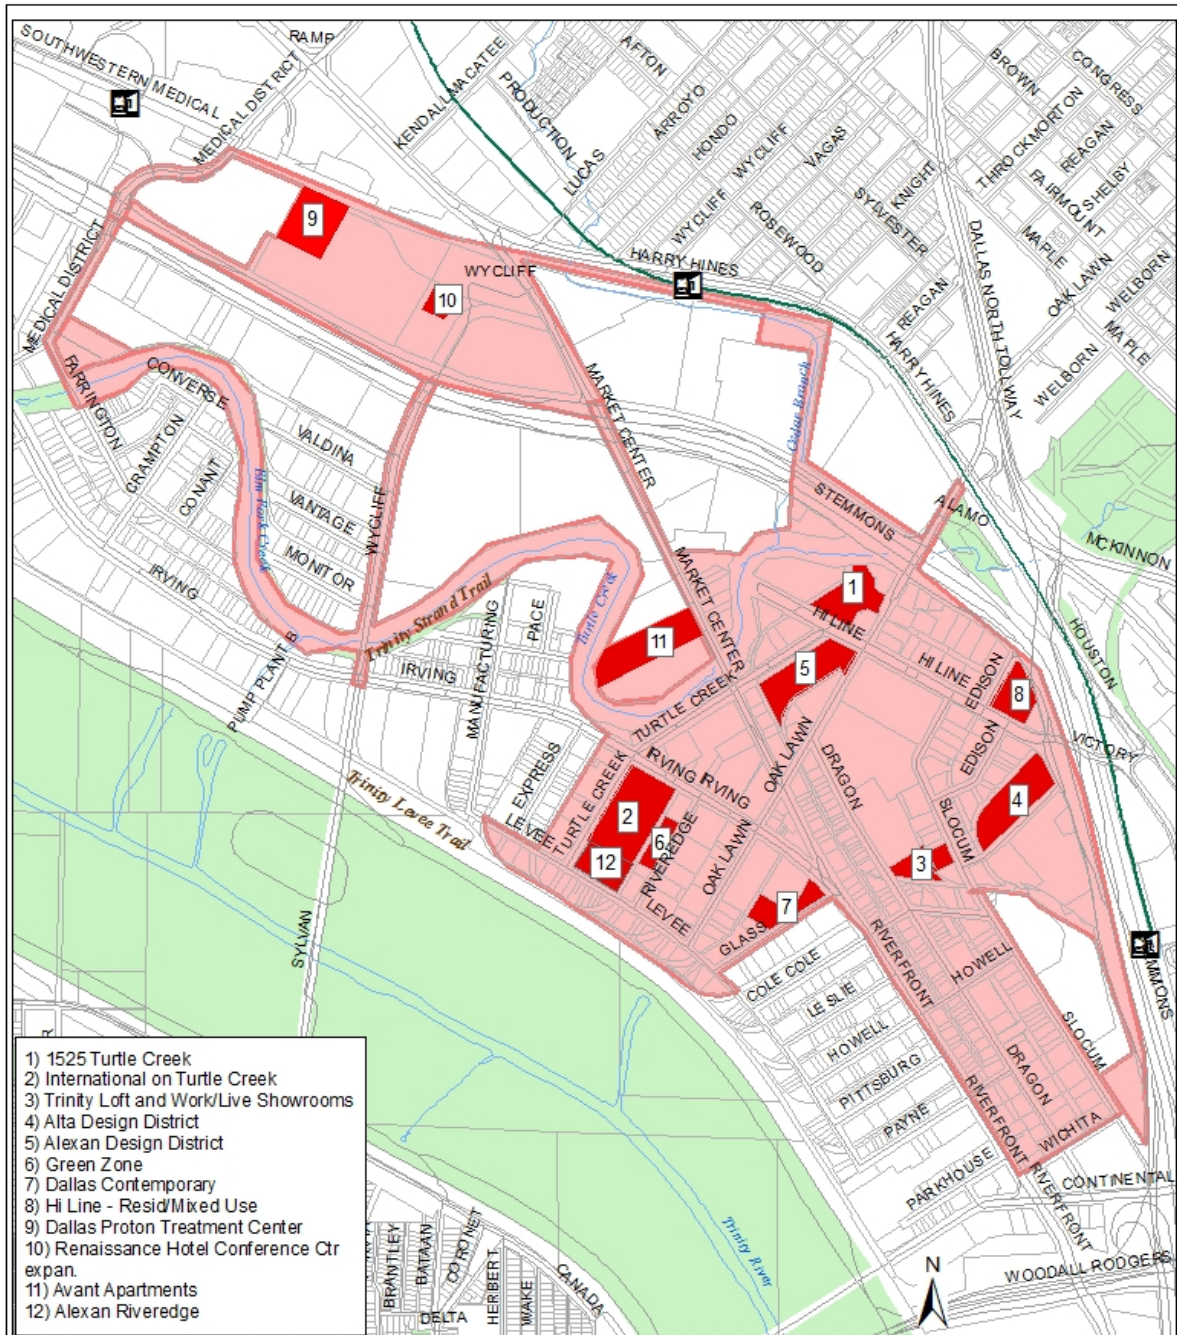 SOUTHWESTERN MEDICAL
RAMP
MEDICAL DISTRICT
KENDALL
MACATEE
PRODUCTION
AFTON
LUCAS
ARROYO
HONDO
WYCLIFF
WYCLIFF
VAGAS
ROSEWOOD
SYLVESTER
KNIGHT
BROWN
CONGRESS
THROCKMORTON
REAGAN
FAIRMOUNT
SHELBY
MAPLE
OAK LAWN
WELBORN
MAPLE
WELBORN
DALLAS NORTH TOLLWAY
REAGAN
HARRY HINES
HARRY HINES
WYCLIFF
9
10
MEDICAL DISTRICT
FARRINGTON
CONVERSE
CRAMPTON
CONANT
VALDINA
VANTAGE
MONITOR
IRVING
Elm Fork Creek
WYCLIFF
MARKET CENTER
Cedar Branch
STEMMONS
ALAMO
MCKINNON
HOUSTON
MARKET CENTER
Trinity Strand Trail
Turtle Creek
PACE
MANUFACTURING
IRVING
PUMP PLANT B
1
HI LINE
HI LINE
11
5
8
EDISON
EDISON
VICTORY
TURTLE CREEK
OAK LAWN
DRAGON
IRVING
IRVING
EXPRESS
LEVEE
TURTLE CREEK
Trinity Levee Trail
2
12
6
RIVEREDGE
OAK LAWN
LEVEE
GLASS
7
SLOCUM
4
3
SYLVAN
COLE
COLE
LESLIE
HOWELL
PITTSBURG
PAYNE
PARKHOUSE
RIVERFRONT
HOWELL
SLOCUM
DRAGON
RIVERFRONT
WICHITA
RIVERFRONT
CONTINENTAL
WOODALL RODGERS
MMONS
Trinity River
N
BRANTLEY
BATAAN
CORONET
DELTA
HERBERT
WAKE
CANADA
1) 1525 Turtle Creek
2) International on Turtle Creek
3) Trinity Loft and Work/Live Showrooms
4) Alta Design District
5) Alexan Design District
6) Green Zone
7) Dallas Contemporary
8) Hi Line - Resid/Mixed Use
9) Dallas Proton Treatment Center
10) Renaissance Hotel Conference Ctr
expan.
11) Avant Apartments
12) Alexan Riveredge